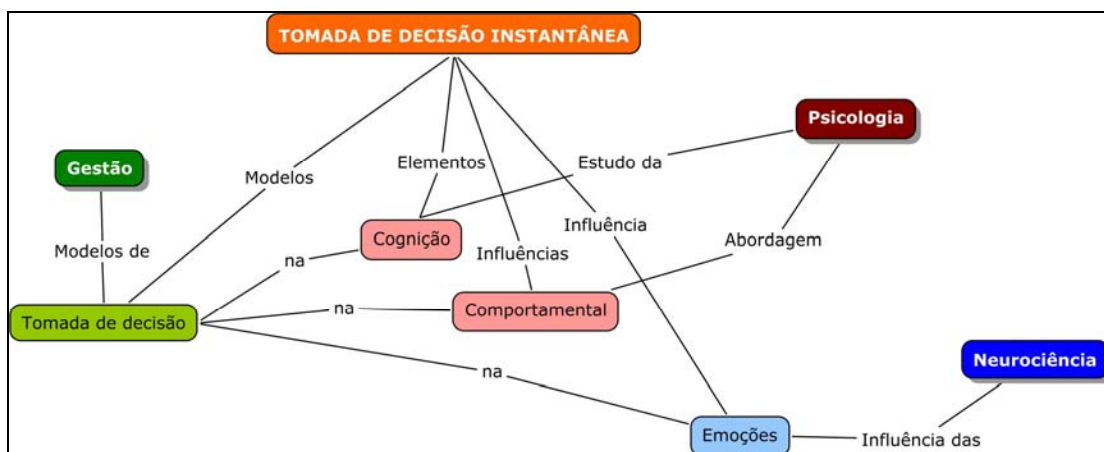 TOMADA DE DECISÃO INSTANTÂNEA
Psicologia
Gestão
Elementos
Estudo da
Modelos
Influência
Cognição
Abordagem
Modelos de
Influências
na
na
Comportamental
Tomada de decisão
Neurociência
na
Emoções
Influência das